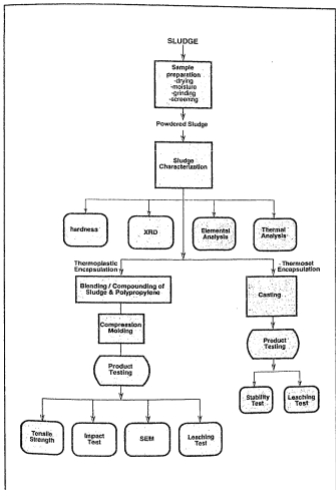 SLUDGE
Sample
preparation
-drying
-moisture
-grinding
-screening
Powdered Sludge
Sludge
Characterization
hardness
XRD
Elemental
Analysis
Thermal
Analysis
Thermoplastic
Encapsulation
Thermoset
Encapsulation
Blending / Compounding of
Sludge & Polypropylene
Casting
Compression
Molding
Product
Testing
Product
Testing
Stability
Test
Leaching
Test
Tensile
Strength
Impact
Test
SEM
Leaching
Test